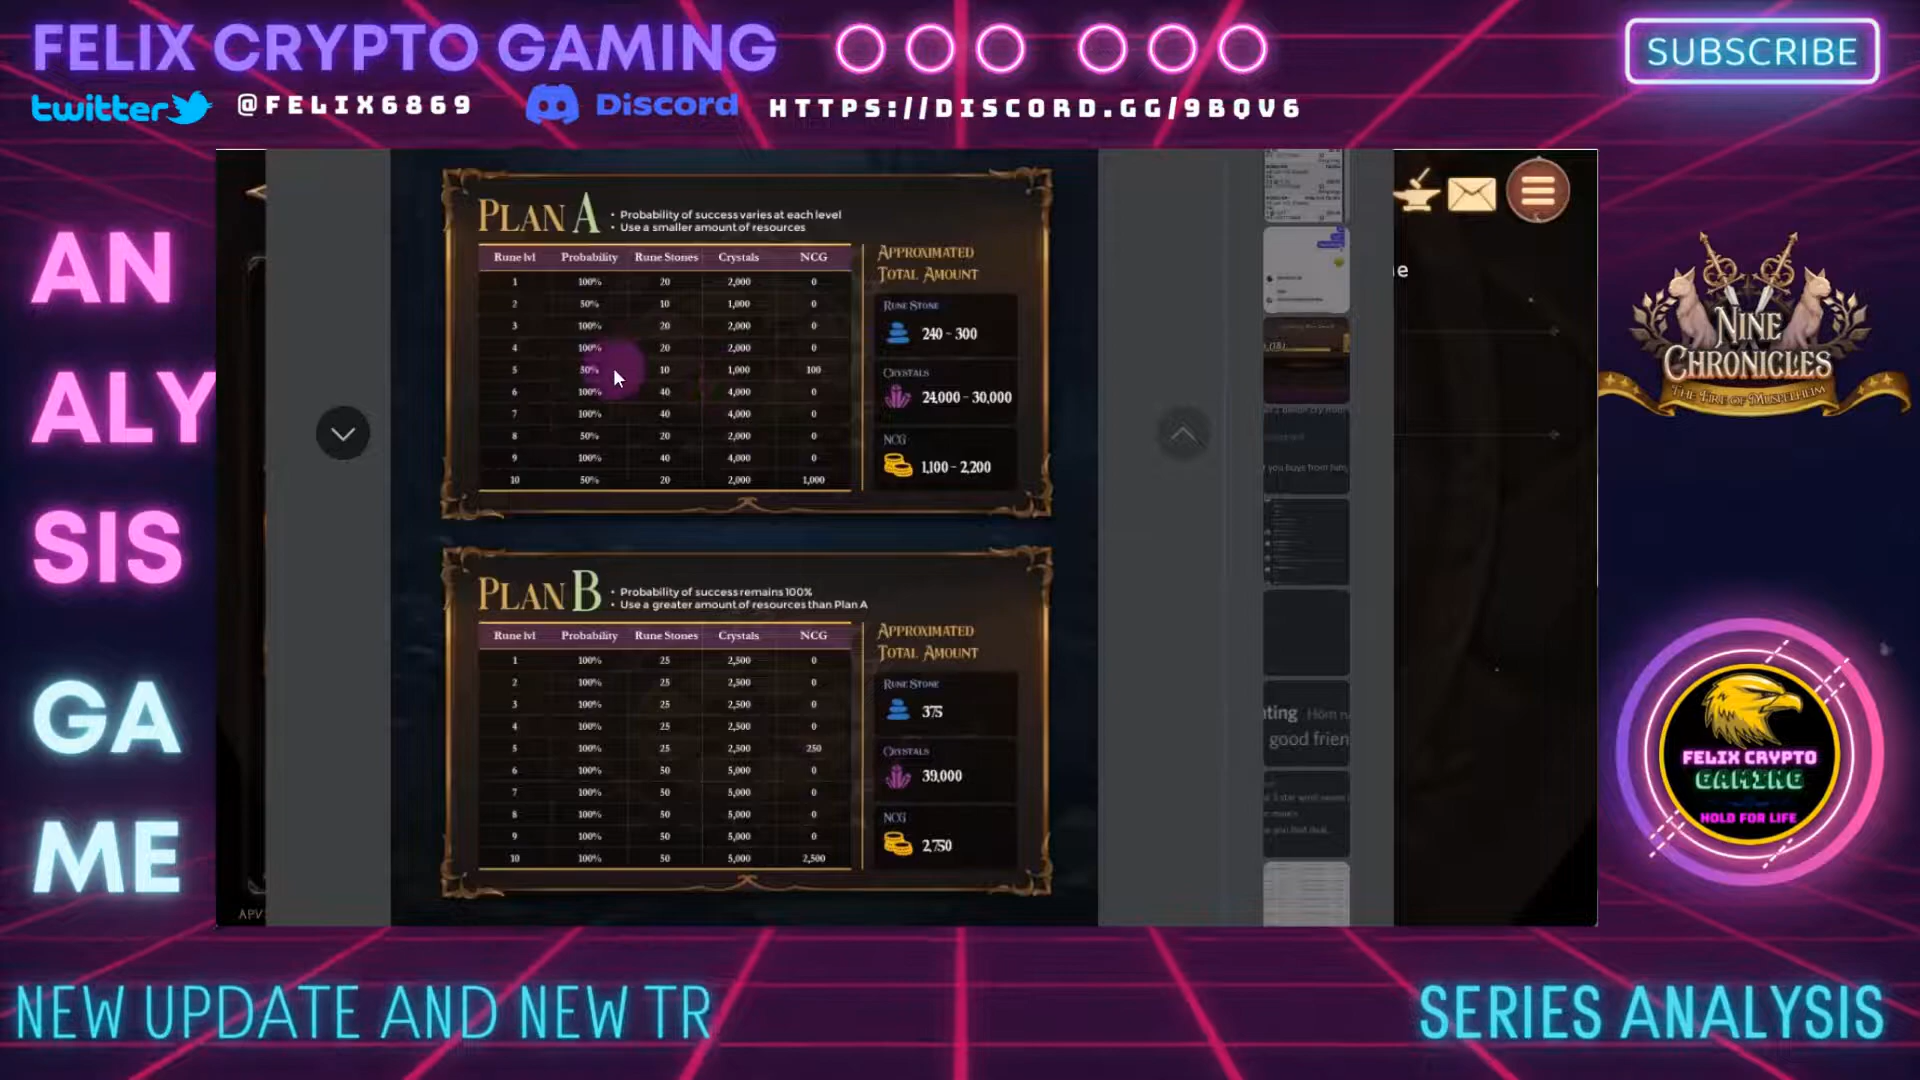 FELIX CRYPTO GAMING
SUBSCRIBE
twitter @FELIX6869 Discord HTTPS://DISCORD.GG/9BQV6
AN
ALY
SIS
GA
ME
PLAN A
• Probability of success varies at each level
• Use a smaller amount of resources
Rune lvl Probability Rune Stones Crystals NCG
1 100% 20 2,000 0
2 50% 10 1,000 0
3 100% 20 2,000 0
4 100% 20 2,000 0
5 50% 10 1,000 100
6 100% 40 4,000 0
7 100% 40 4,000 0
8 50% 20 2,000 0
9 100% 40 4,000 0
10 50% 20 2,000 1,000
APPROXIMATED
TOTAL AMOUNT
RUNE STONE
240 - 300
CRYSTALS
24,000 - 30,000
NCG
1,100 - 2,200
PLAN B
• Probability of success remains 100%
• Use a greater amount of resources than Plan A
Rune lvl Probability Rune Stones Crystals NCG
1 100% 25 2,500 0
2 100% 25 2,500 0
3 100% 25 2,500 0
4 100% 25 2,500 0
5 100% 25 2,500 250
6 100% 50 5,000 0
7 100% 50 5,000 0
8 100% 50 5,000 0
9 100% 50 5,000 0
10 100% 50 5,000 2,500
APPROXIMATED
TOTAL AMOUNT
RUNE STONE
375
CRYSTALS
39,000
NCG
2,750
APV
e
you buys from
ting
good frien
NINE
CHRONICLES
THE FIRE OF MUSPELHEIM
FELIX CRYPTO
GAMING
HOLD FOR LIFE
NEW UPDATE AND NEW TR
SERIES ANALYSIS